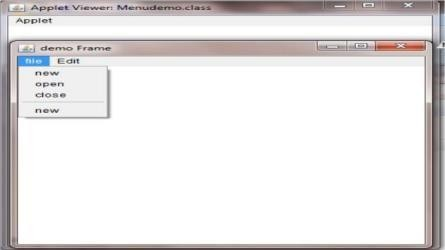 Applet Viewer: Menudemo.class
Applet
demo Frame
file Edit
new
open
close
new